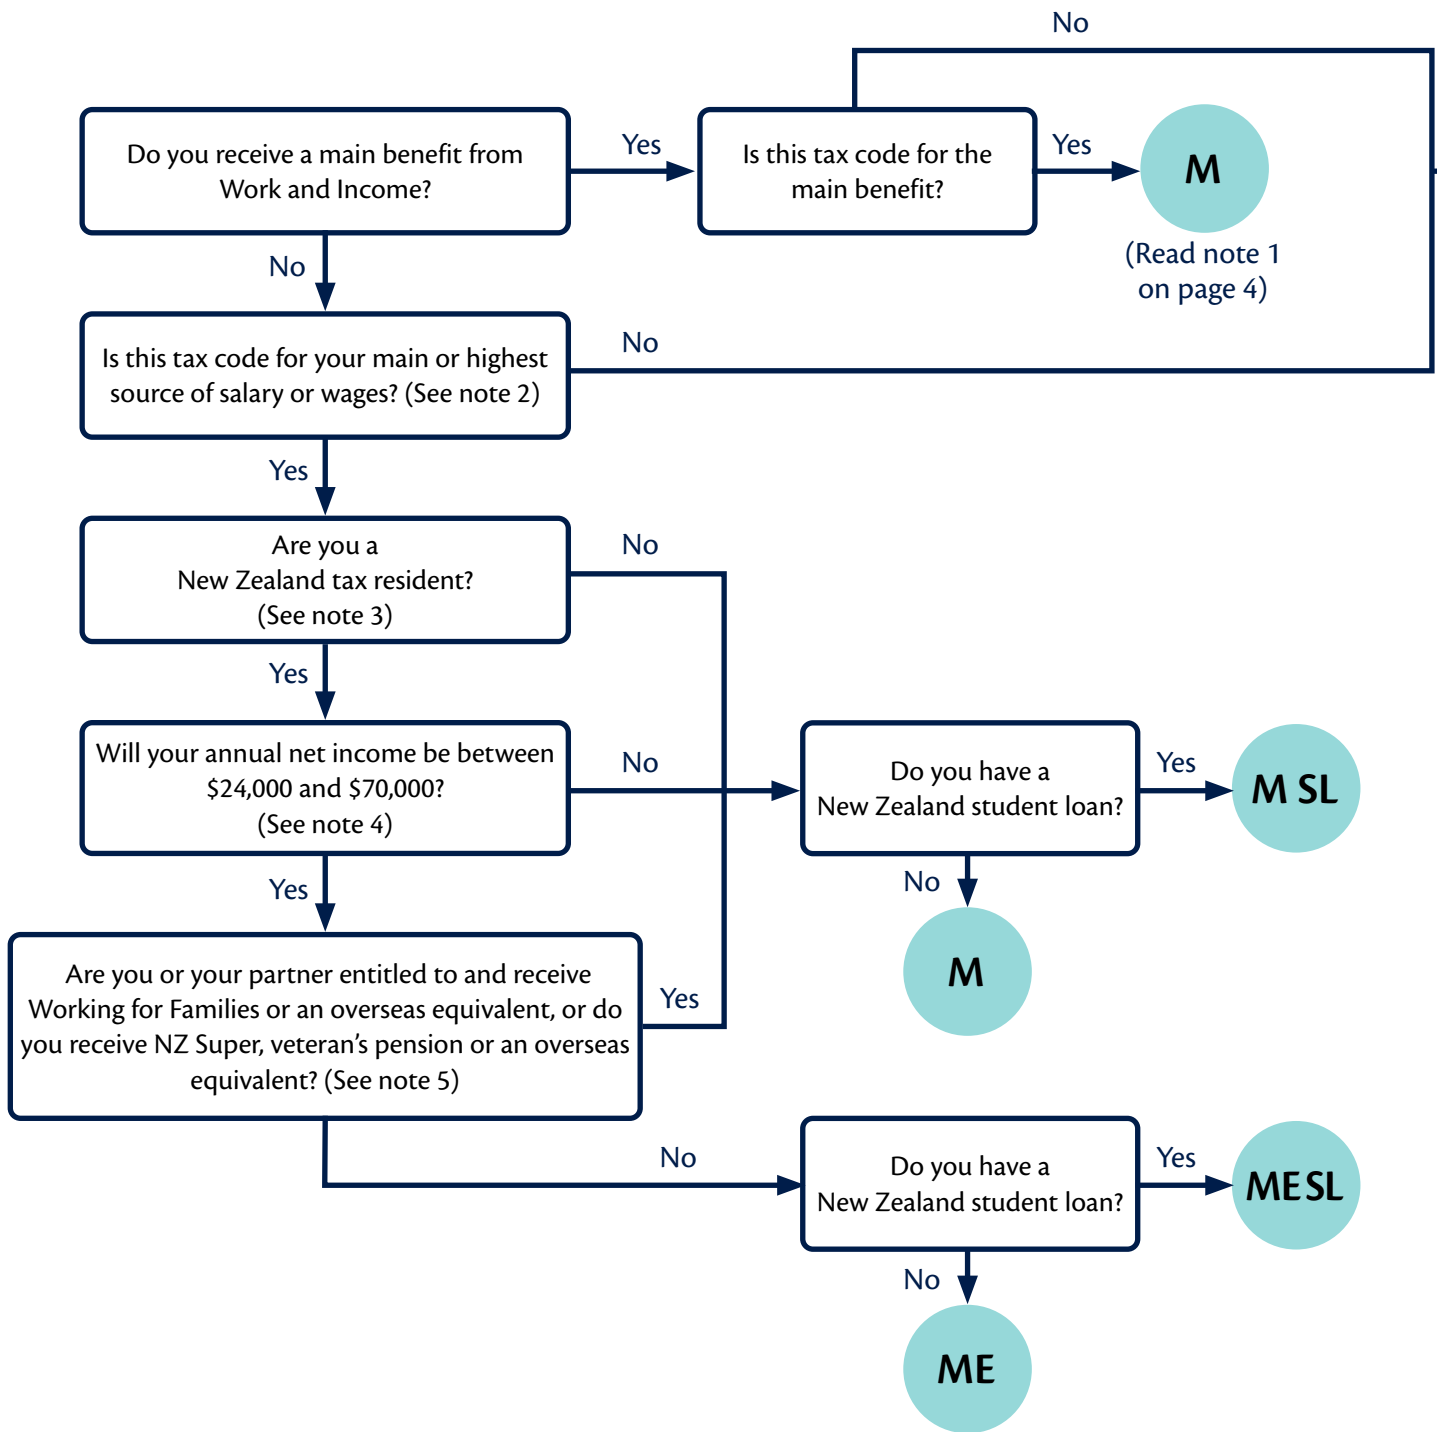 No
Do you receive a main benefit from
Work and Income?
Yes
Is this tax code for the
main benefit?
Yes
M
(Read note 1
on page 4)
No
Is this tax code for your main or highest
source of salary or wages? (See note 2)
No
Yes
Are you a
New Zealand tax resident?
(See note 3)
No
Yes
Will your annual net income be between
$24,000 and $70,000?
(See note 4)
No
Do you have a
New Zealand student loan?
Yes
M SL
No
M
Yes
Are you or your partner entitled to and receive
Working for Families or an overseas equivalent, or do
you receive NZ Super, veteran’s pension or an overseas
equivalent? (See note 5)
Yes
No
Do you have a
New Zealand student loan?
Yes
ME SL
No
ME